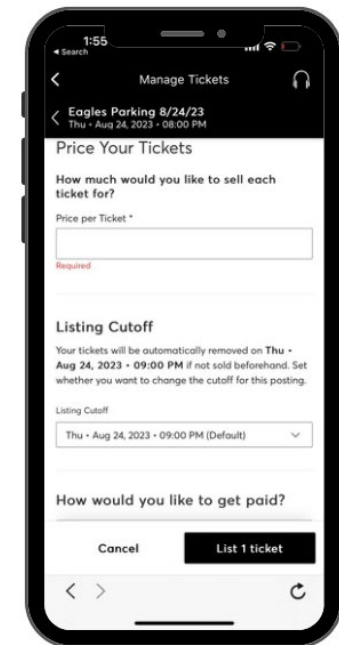 1:55
◂ Search
Manage Tickets
Eagles Parking 8/24/23
Thu • Aug 24, 2023 • 08:00 PM
Price Your Tickets
How much would you like to sell each
ticket for?
Price per Ticket *
Required
Listing Cutoff
Your tickets will be automatically removed on Thu •
Aug 24, 2023 • 09:00 PM if not sold beforehand. Set
whether you want to change the cutoff for this posting.
Listing Cutoff
Thu • Aug 24, 2023 • 09:00 PM (Default)
How would you like to get paid?
Cancel
List 1 ticket